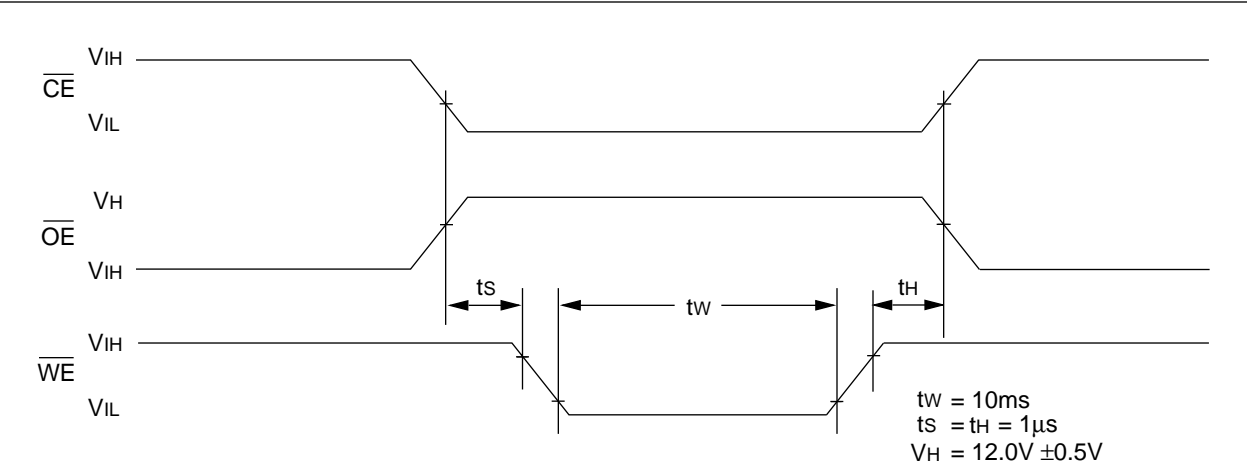 VIH
CE
VIL
VH
OE
VIH
tS
tW
tH
VIH
WE
VIL
tW = 10ms
tS = tH = 1µs
VH = 12.0V ±0.5V